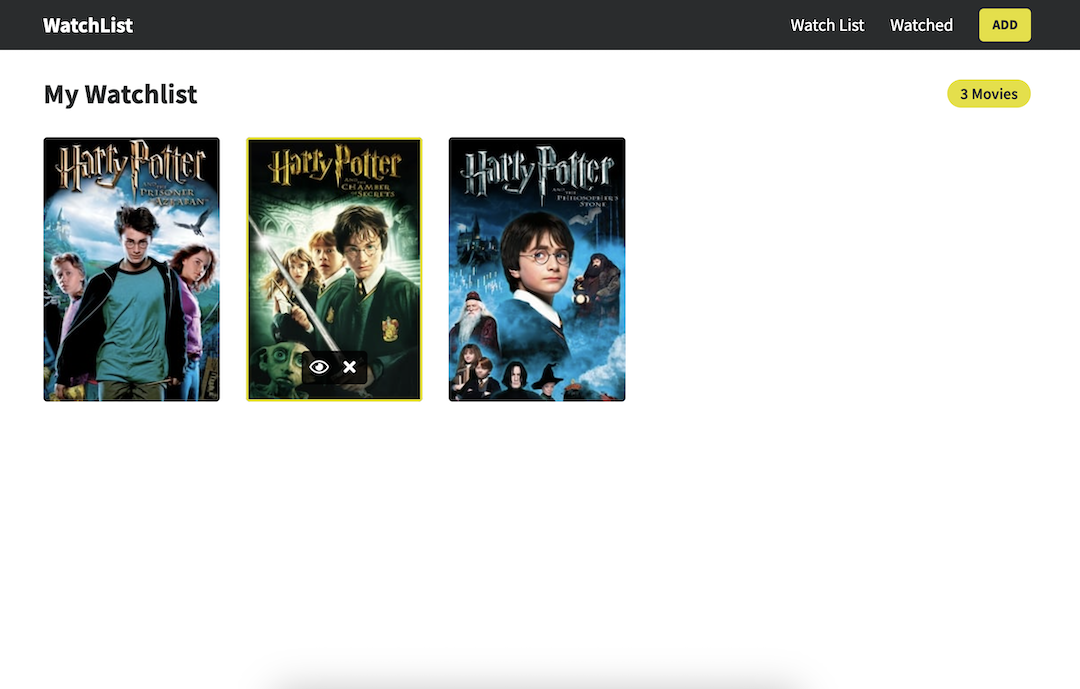 WatchList
Watch List
Watched
ADD
My Watchlist
3 Movies
Harry Potter
AND THE
PRISONER
OF AZKABAN
Harry Potter
AND THE
CHAMBER
OF SECRETS
Harry Potter
AND THE
PHILOSOPHER'S
STONE